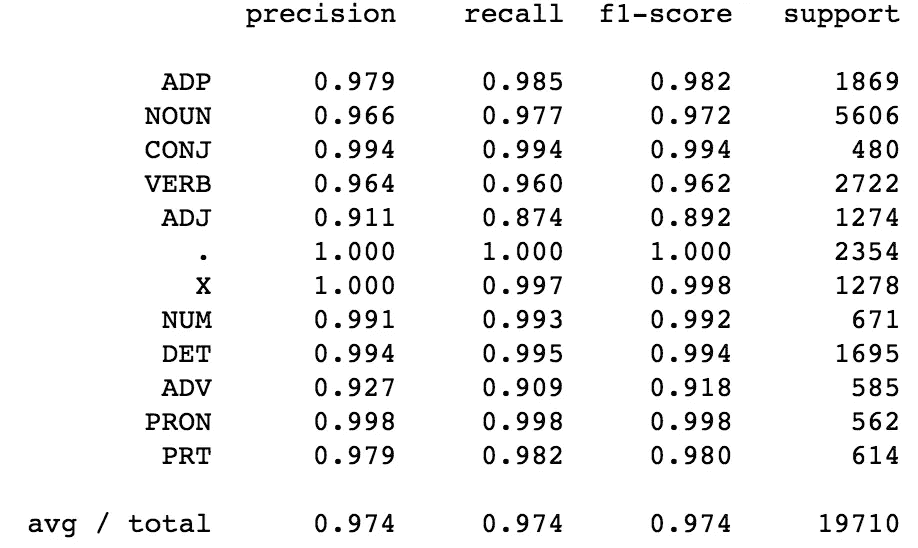 precision recall f1-score support
ADP 0.979 0.985 0.982 1869
NOUN 0.966 0.977 0.972 5606
CONJ 0.994 0.994 0.994 480
VERB 0.964 0.960 0.962 2722
ADJ 0.911 0.874 0.892 1274
. 1.000 1.000 1.000 2354
X 1.000 0.997 0.998 1278
NUM 0.991 0.993 0.992 671
DET 0.994 0.995 0.994 1695
ADV 0.927 0.909 0.918 585
PRON 0.998 0.998 0.998 562
PRT 0.979 0.982 0.980 614
avg / total 0.974 0.974 0.974 19710